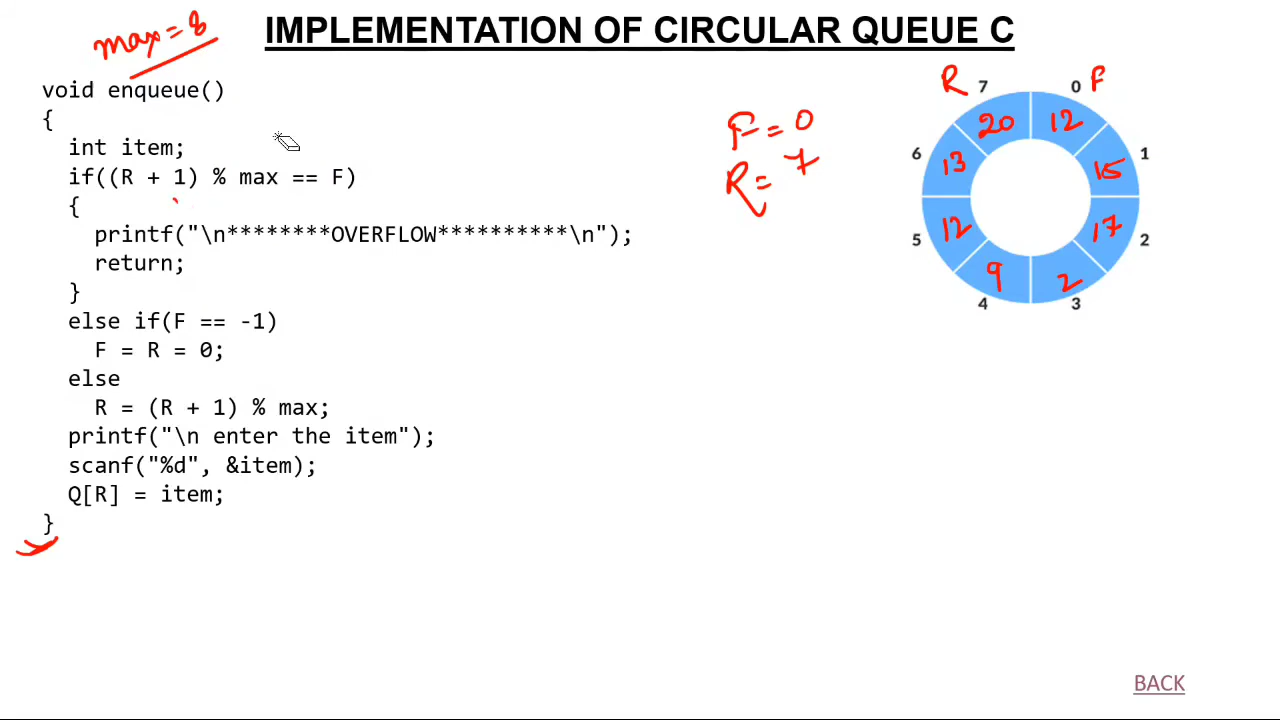 max = 8
IMPLEMENTATION OF CIRCULAR QUEUE C
void enqueue()
{
int item;
if((R + 1) % max == F)
{
printf("\n********OVERFLOW**********\n");
return;
}
else if(F == -1)
F = R = 0;
else
R = (R + 1) % max;
printf("\n enter the item");
scanf("%d", &item);
Q[R] = item;
}
F = 0
R = 7
R 7 0 F
20 12
6 13 15 1
5 12 17 2
9 2
4 3
BACK